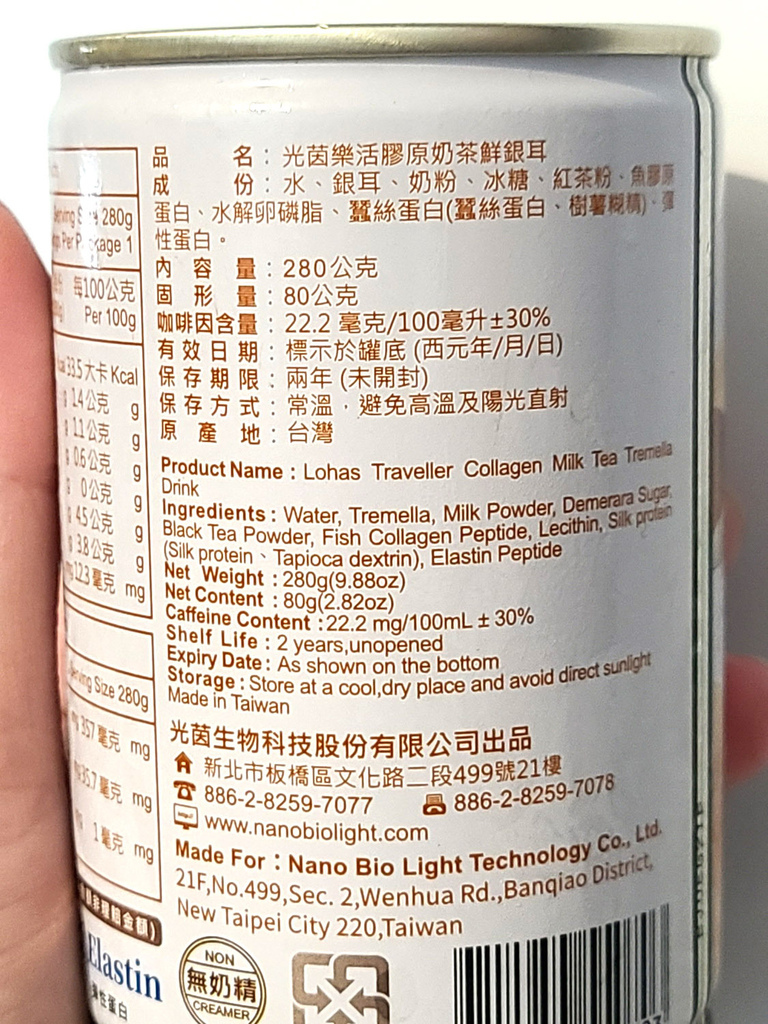 品名：光茵樂活膠原奶茶鮮銀耳
成份：水、銀耳、奶粉、冰糖、紅茶粉、魚膠原
蛋白、水解卵磷脂、蠶絲蛋白(蠶絲蛋白、樹薯糊精)、彈
性蛋白。
內容量：280公克
固形量：80公克
咖啡因含量：22.2 毫克/100毫升±30%
有效日期：標示於罐底 (西元年/月/日)
保存期限：兩年 (未開封)
保存方式：常溫，避免高溫及陽光直射
原產地：台灣
Product Name : Lohas Traveller Collagen Milk Tea Tremella
Drink
Ingredients : Water, Tremella, Milk Powder, Demerara Sugar,
Black Tea Powder, Fish Collagen Peptide, Lecithin, Silk protein
(Silk protein、Tapioca dextrin), Elastin Peptide
Net Weight : 280g(9.88oz)
Net Content : 80g(2.82oz)
Caffeine Content : 22.2 mg/100mL ± 30%
Shelf Life : 2 years,unopened
Expiry Date : As shown on the bottom
Storage : Store at a cool,dry place and avoid direct sunlight
Made in Taiwan
光茵生物科技股份有限公司出品
新北市板橋區文化路二段499號21樓
886-2-8259-7077 886-2-8259-7078
www.nanobiolight.com
Made For : Nano Bio Light Technology Co., Ltd.
21F,No.499,Sec. 2,Wenhua Rd.,Banqiao District,
New Taipei City 220,Taiwan
Serving Size 280g
Per Package 1
每100公克
Per 100g
33.5大卡 Kcal
1.4公克 g
1.1公克 g
0.6公克 g
0公克 g
4.5公克 g
3.8公克 g
12.3毫克 mg
Serving Size 280g
357毫克 mg
35.7毫克 mg
1毫克 mg
Elastin
性蛋白
NON
無奶精
CREAMER